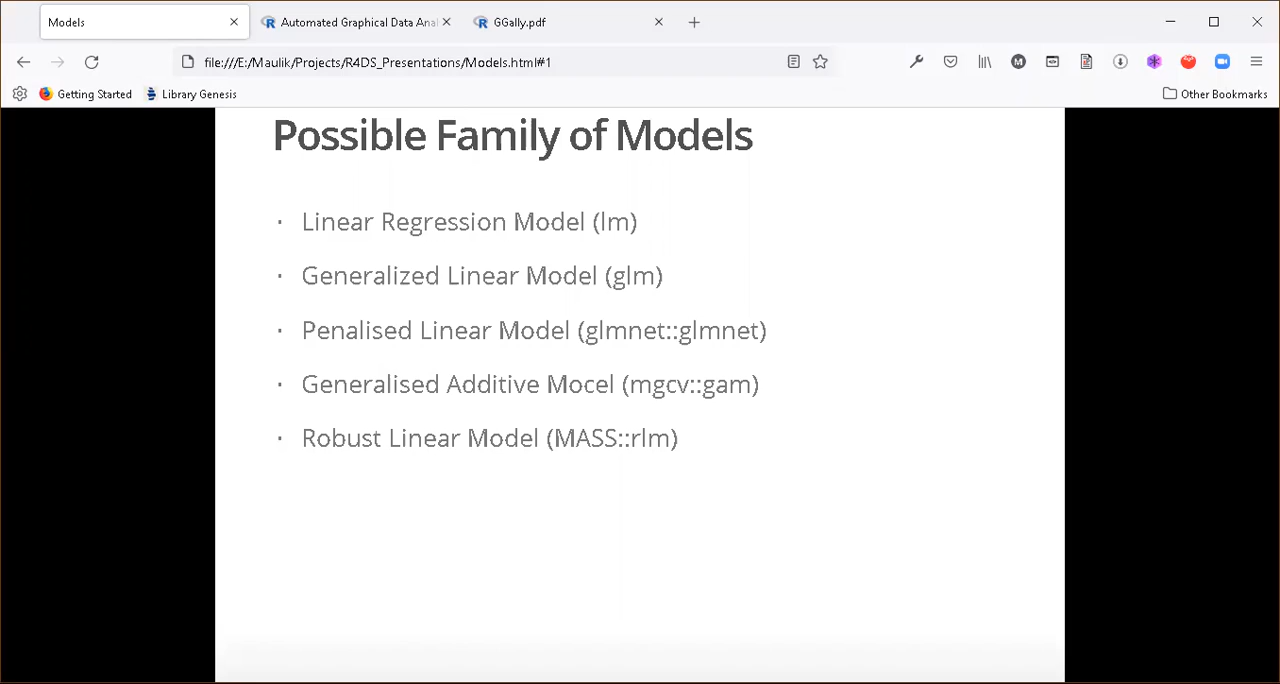 Models
Automated Graphical Data Anal
GGally.pdf
file:///E:/Maulik/Projects/R4DS_Presentations/Models.html#1
Getting Started
Library Genesis
Other Bookmarks
Possible Family of Models
· Linear Regression Model (lm)
· Generalized Linear Model (glm)
· Penalised Linear Model (glmnet::glmnet)
· Generalised Additive Mocel (mgcv::gam)
· Robust Linear Model (MASS::rlm)